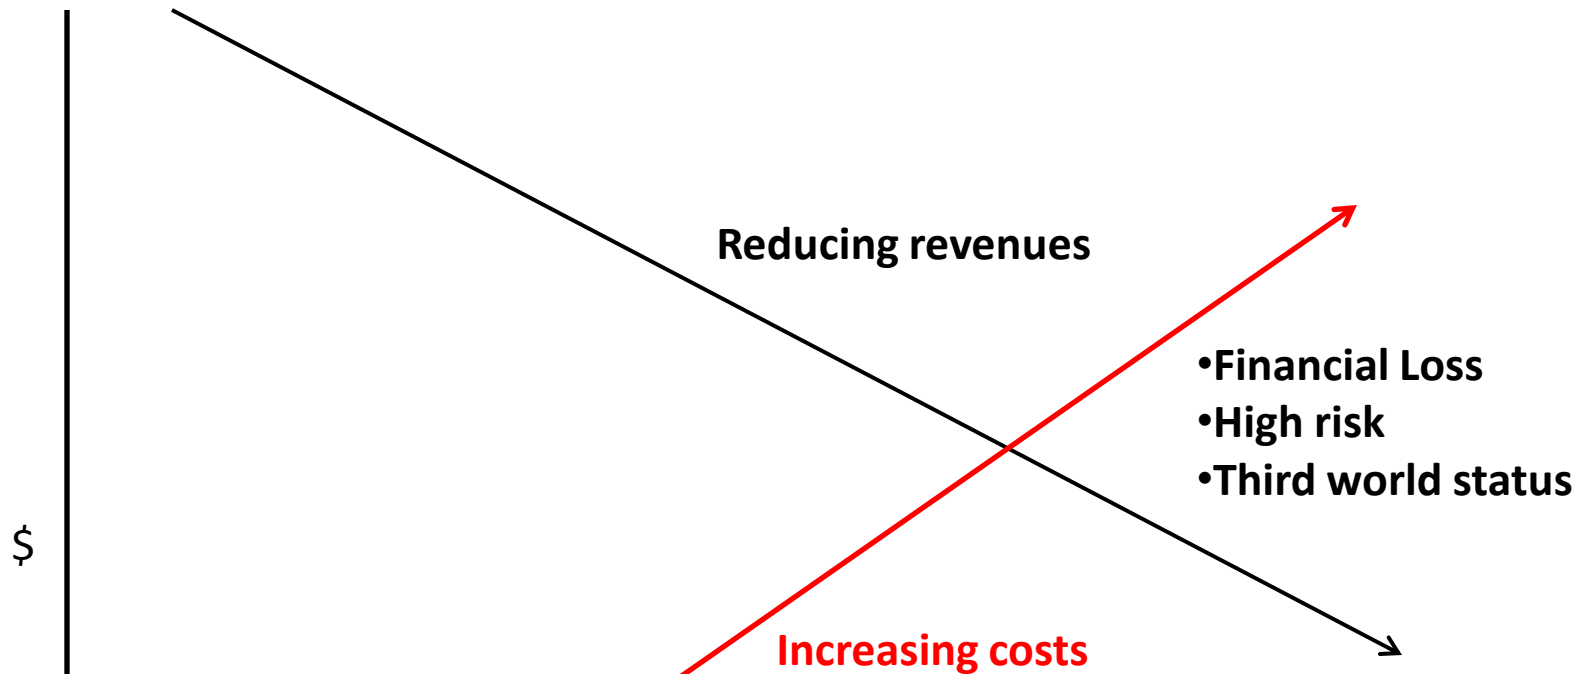 Reducing revenues
•Financial Loss
•High risk
•Third world status
$
Increasing costs